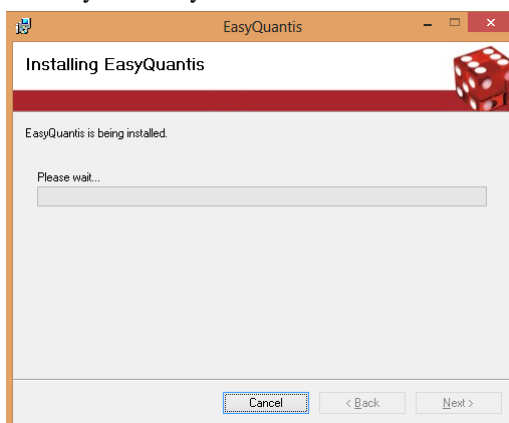 EasyQuantis
Installing EasyQuantis
EasyQuantis is being installed.
Please wait...
Cancel
< Back
Next >